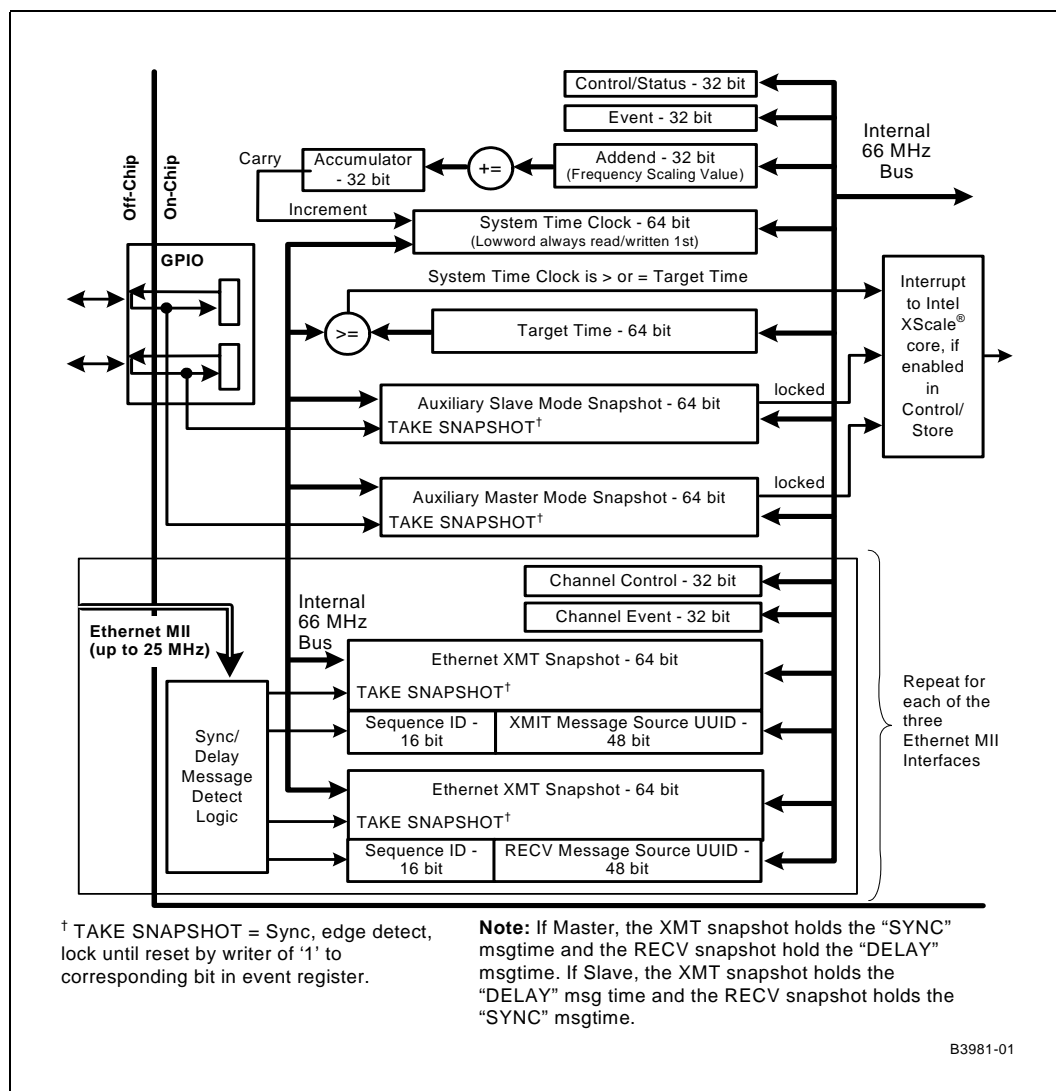 Control/Status - 32 bit
Event - 32 bit
Internal
66 MHz
Bus
Off-Chip
On-Chip
Carry
Accumulator
- 32 bit
+=
Addend - 32 bit
(Frequency Scaling Value)
Increment
System Time Clock - 64 bit
(Lowword always read/written 1st)
GPIO
System Time Clock is > or = Target Time
>=
Target Time - 64 bit
Interrupt
to Intel
XScale®
core, if
enabled
in
Control/
Store
Auxiliary Slave Mode Snapshot - 64 bit
TAKE SNAPSHOT†
locked
Auxiliary Master Mode Snapshot - 64 bit
TAKE SNAPSHOT†
locked
Channel Control - 32 bit
Channel Event - 32 bit
Internal
66 MHz
Bus
Ethernet MII
(up to 25 MHz)
Ethernet XMT Snapshot - 64 bit
TAKE SNAPSHOT†
Sequence ID -
16 bit
XMIT Message Source UUID -
48 bit
Sync/
Delay
Message
Detect
Logic
Ethernet XMT Snapshot - 64 bit
TAKE SNAPSHOT†
Sequence ID -
16 bit
RECV Message Source UUID -
48 bit
Repeat for
each of the
three
Ethernet MII
Interfaces
† TAKE SNAPSHOT = Sync, edge detect,
lock until reset by writer of ‘1’ to
corresponding bit in event register.
Note: If Master, the XMT snapshot holds the “SYNC”
msgtime and the RECV snapshot hold the “DELAY”
msgtime. If Slave, the XMT snapshot holds the
“DELAY” msg time and the RECV snapshot holds the
“SYNC” msgtime.
B3981-01